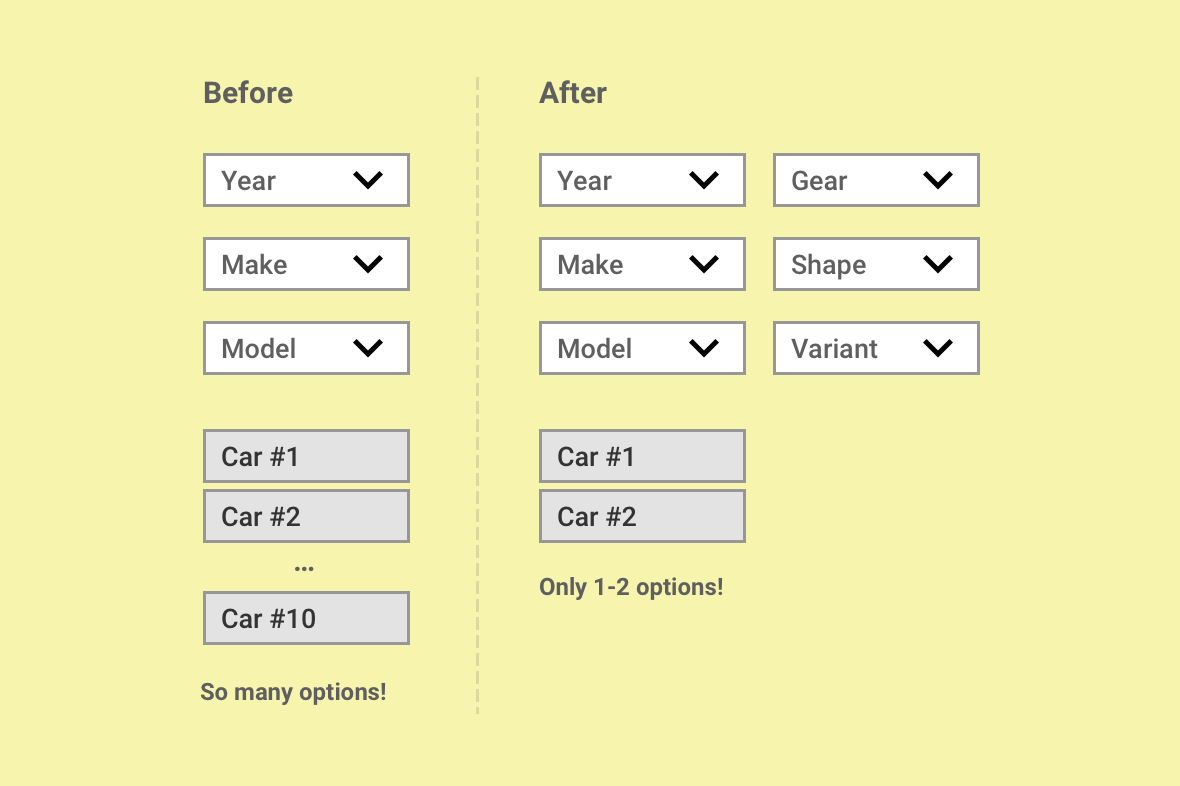 Before
Year
Make
Model
Car #1
Car #2
...
Car #10
So many options!
After
Year
Gear
Make
Shape
Model
Variant
Car #1
Car #2
Only 1-2 options!